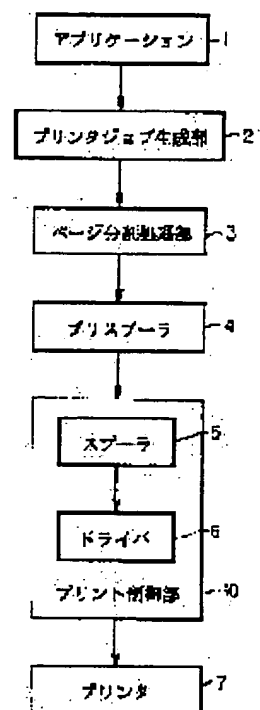 アプリケーション 1
プリンタジョブ生成部 2
ページ分割処理部 3
プリスプーラ 4
スプーラ 5
ドライバ 6
プリント制御部 10
プリンタ 7